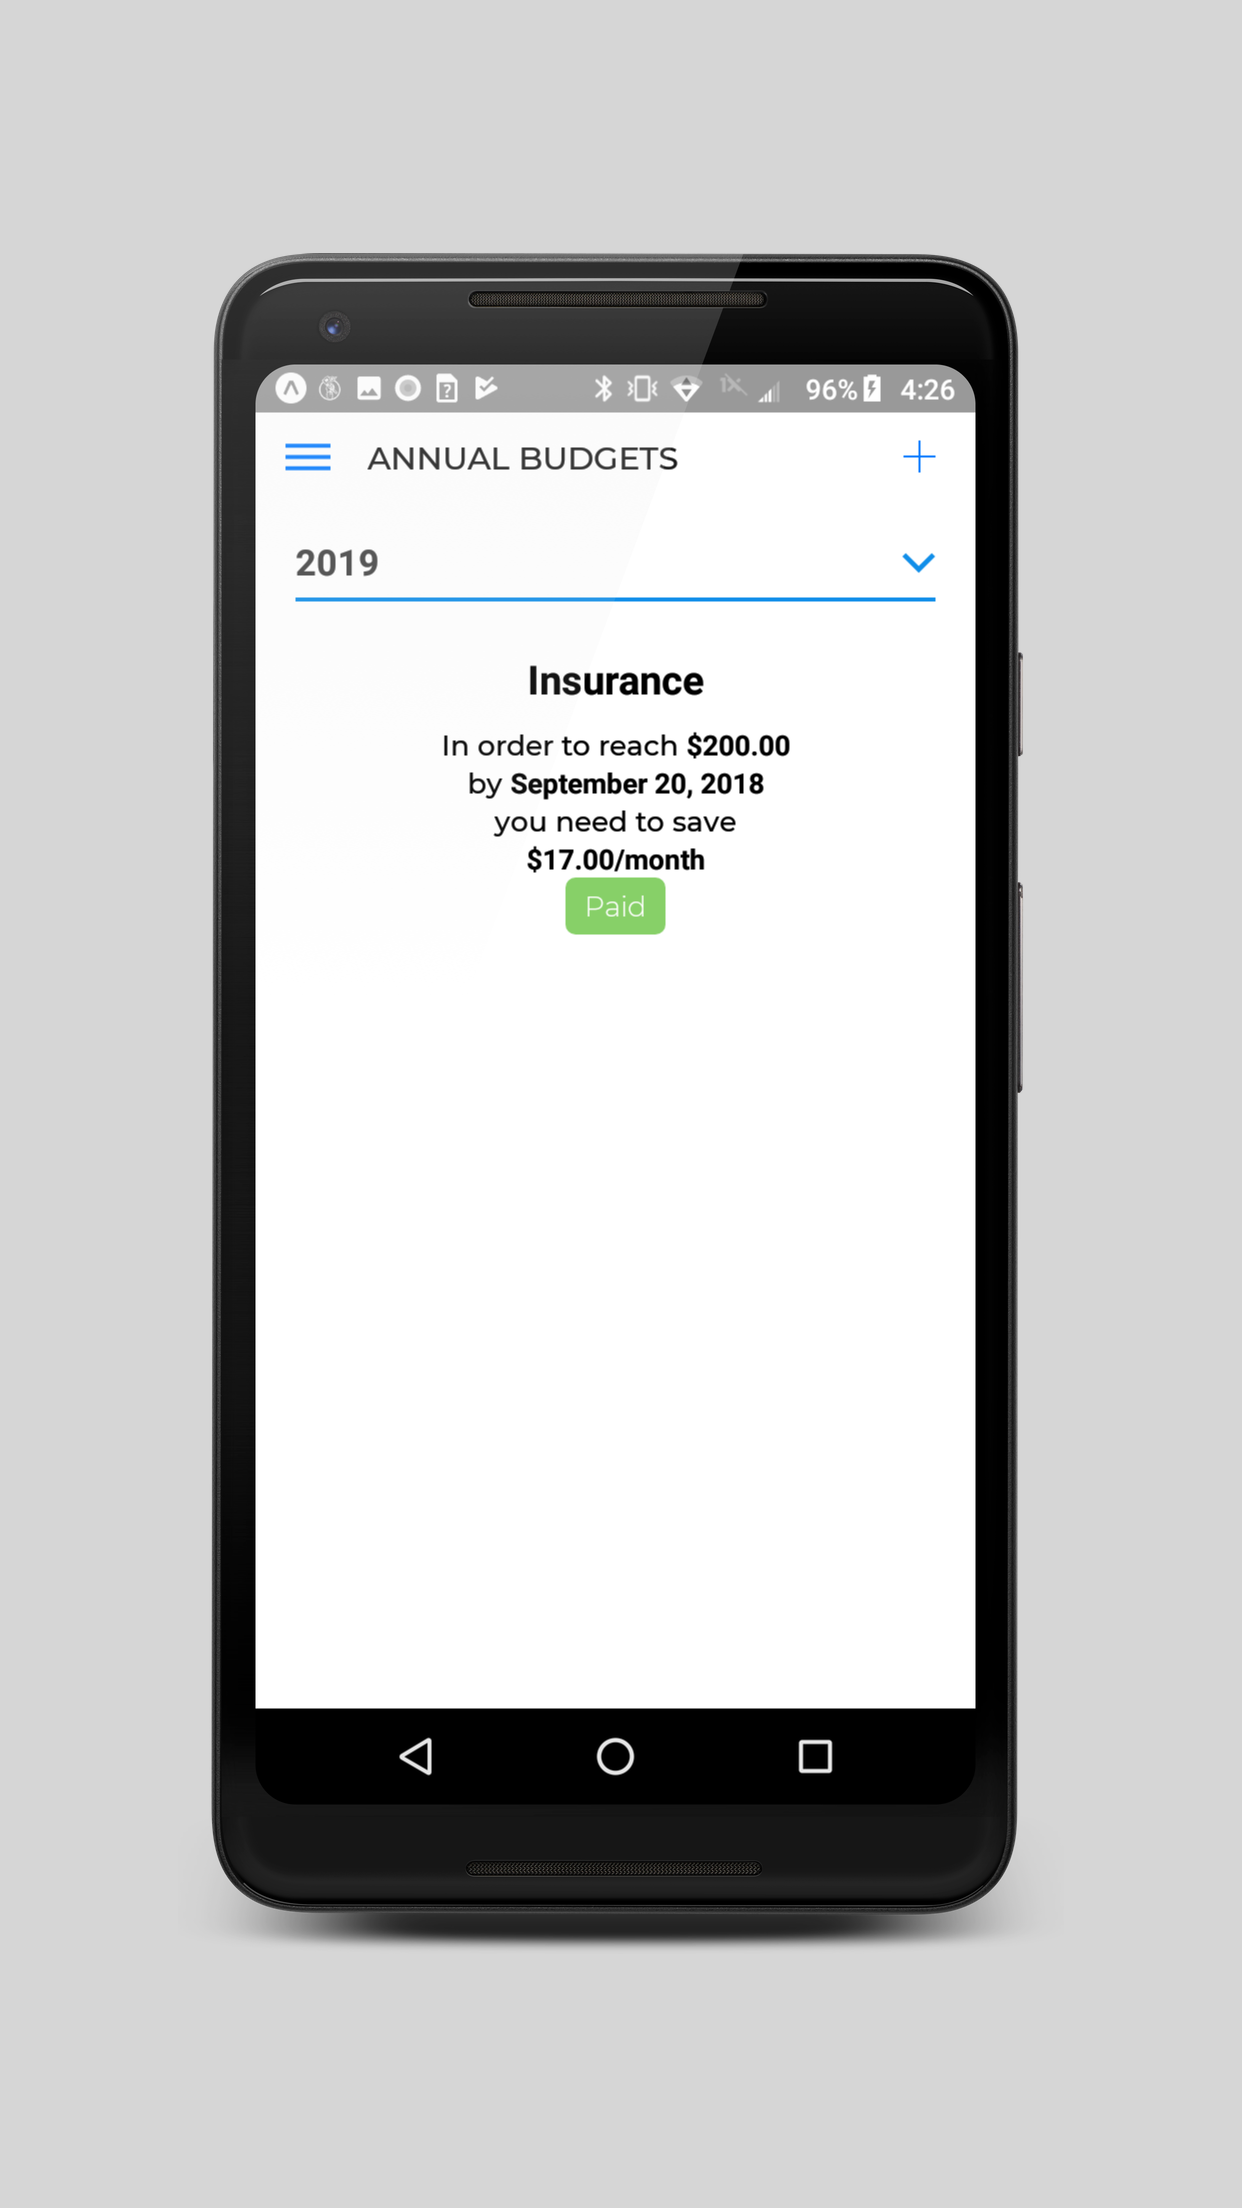 96% 4:26
ANNUAL BUDGETS
2019
Insurance
In order to reach $200.00
by September 20, 2018
you need to save
$17.00/month
Paid